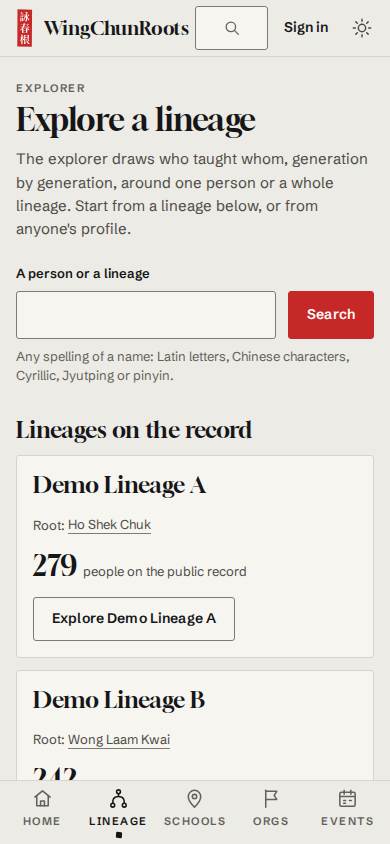 詠春根
WingChunRoots
Sign in
EXPLORER
Explore a lineage
The explorer draws who taught whom, generation
by generation, around one person or a whole
lineage. Start from a lineage below, or from
anyone's profile.
A person or a lineage
Search
Any spelling of a name: Latin letters, Chinese characters,
Cyrillic, Jyutping or pinyin.
Lineages on the record
Demo Lineage A
Root: Ho Shek Chuk
279 people on the public record
Explore Demo Lineage A
Demo Lineage B
Root: Wong Laam Kwai
242
HOME LINEAGE SCHOOLS ORGS EVENTS